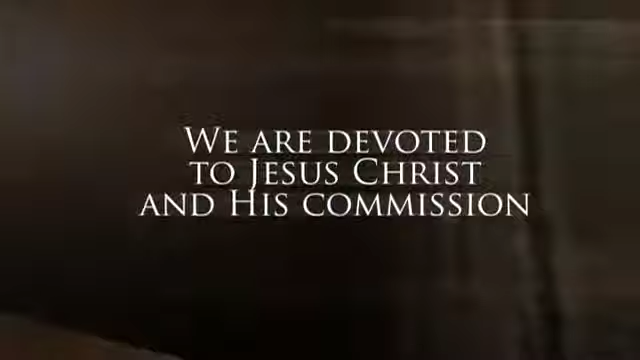 We are devoted
to Jesus Christ
and His commission